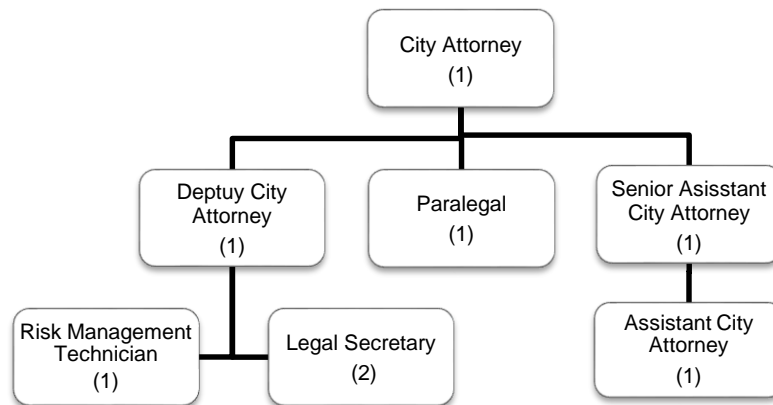 City Attorney
(1)
Deptuy City
Attorney
(1)
Paralegal
(1)
Senior Asisstant
City Attorney
(1)
Risk Management
Technician
(1)
Legal Secretary
(2)
Assistant City
Attorney
(1)